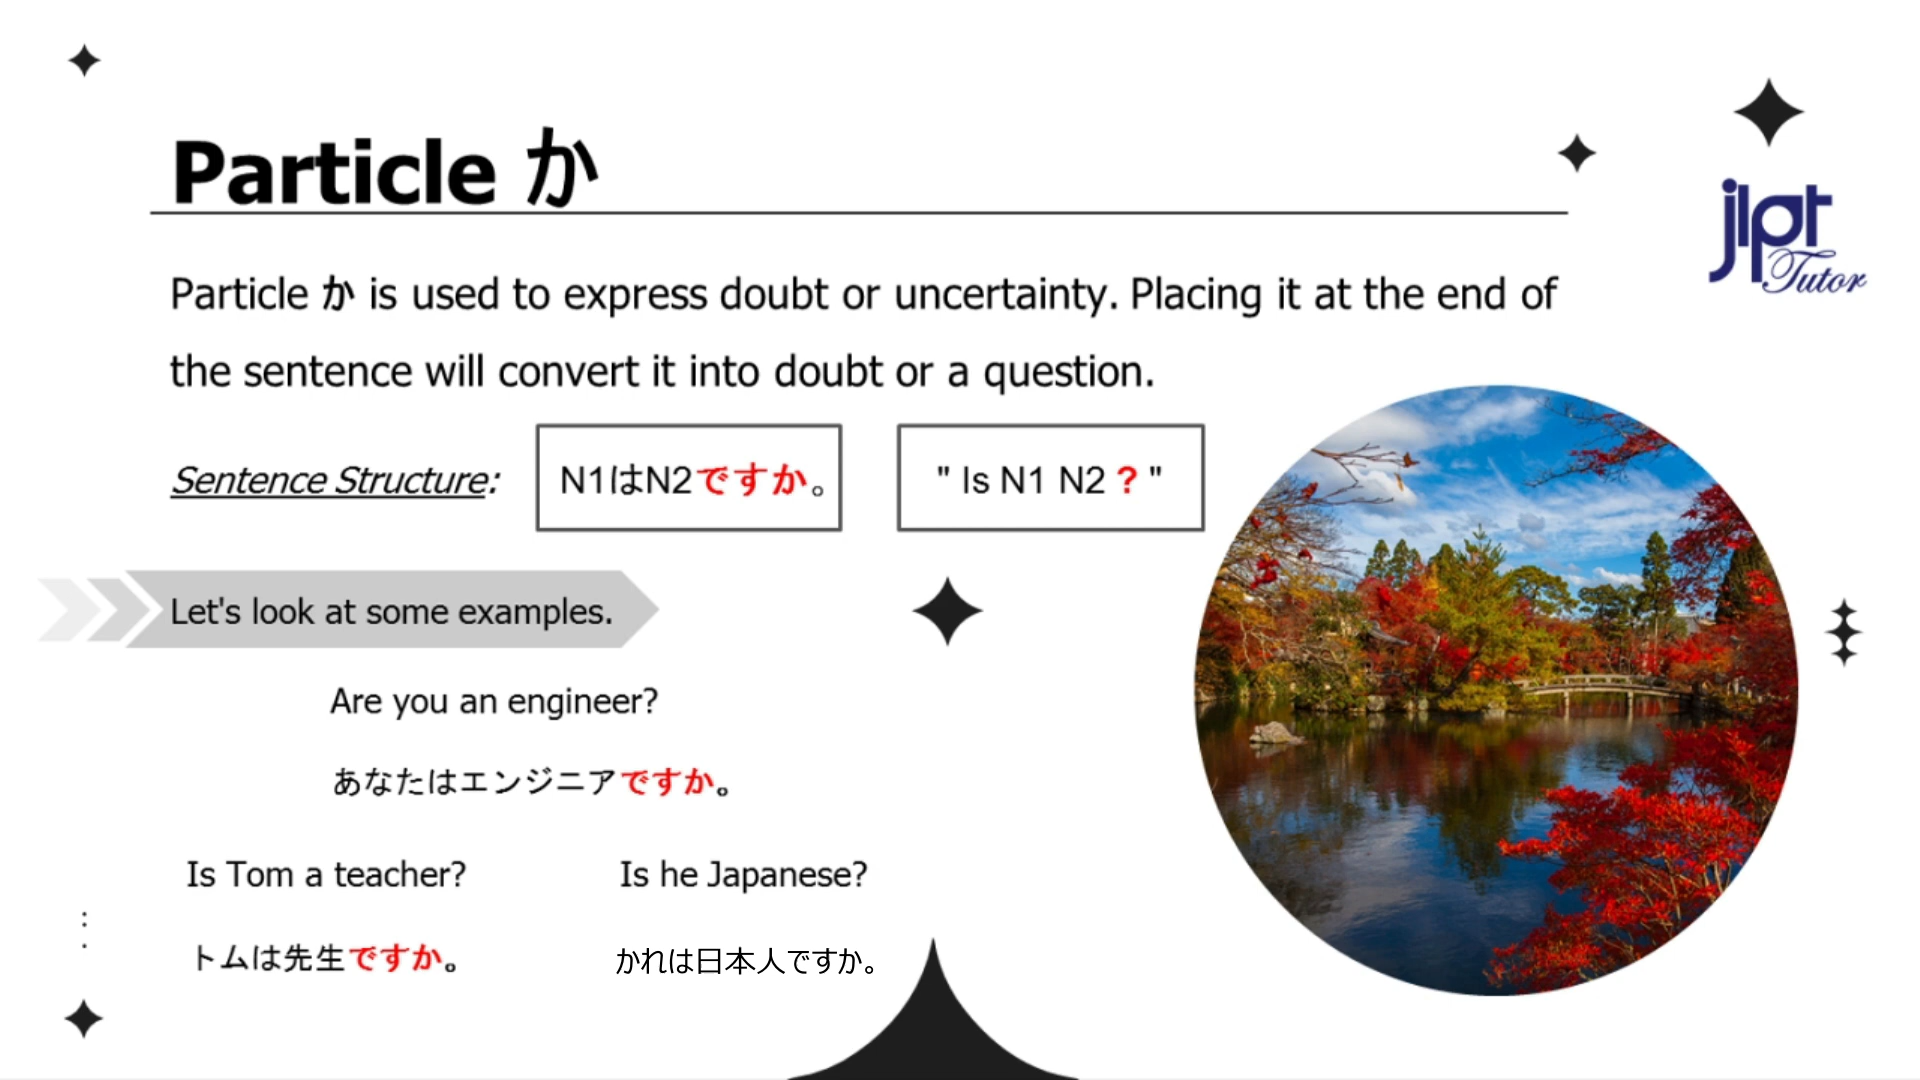 Particle か
jlpt
Tutor
Particle か is used to express doubt or uncertainty. Placing it at the end of
the sentence will convert it into doubt or a question.
Sentence Structure:
N1はN2ですか。
" Is N1 N2 ? "
Let's look at some examples.
Are you an engineer?
あなたはエンジニアですか。
Is Tom a teacher?
トムは先生ですか。
Is he Japanese?
かれは日本人ですか。